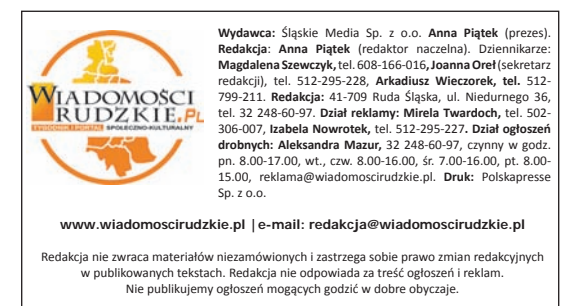 WIADOMOŚCI
RUDZKIE.PL
TYGODNIK I PORTAL SPOŁECZNO-KULTURALNY
Wydawca: Śląskie Media Sp. z o.o. Anna Piątek (prezes).
Redakcja: Anna Piątek (redaktor naczelna). Dziennikarze:
Magdalena Szewczyk, tel. 608-166-016, Joanna Oreł (sekretarz
redakcji), tel. 512-295-228, Arkadiusz Wieczorek, tel. 512-
799-211. Redakcja: 41-709 Ruda Śląska, ul. Niedurnego 36,
tel. 32 248-60-97. Dział reklamy: Mirela Twardoch, tel. 502-
306-007, Izabela Nowrotek, tel. 512-295-227. Dział ogłoszeń
drobnych: Aleksandra Mazur, 32 248-60-97, czynny w godz.
pn. 8.00-17.00, wt., czw. 8.00-16.00, śr. 7.00-16.00, pt. 8.00-
15.00, reklama@wiadomoscirudzkie.pl. Druk: Polskapresse
Sp. z o.o.
www.wiadomoscirudzkie.pl | e-mail: redakcja@wiadomoscirudzkie.pl
Redakcja nie zwraca materiałów niezamówionych i zastrzega sobie prawo zmian redakcyjnych
w publikowanych tekstach. Redakcja nie odpowiada za treść ogłoszeń i reklam.
Nie publikujemy ogłoszeń mogących godzić w dobre obyczaje.